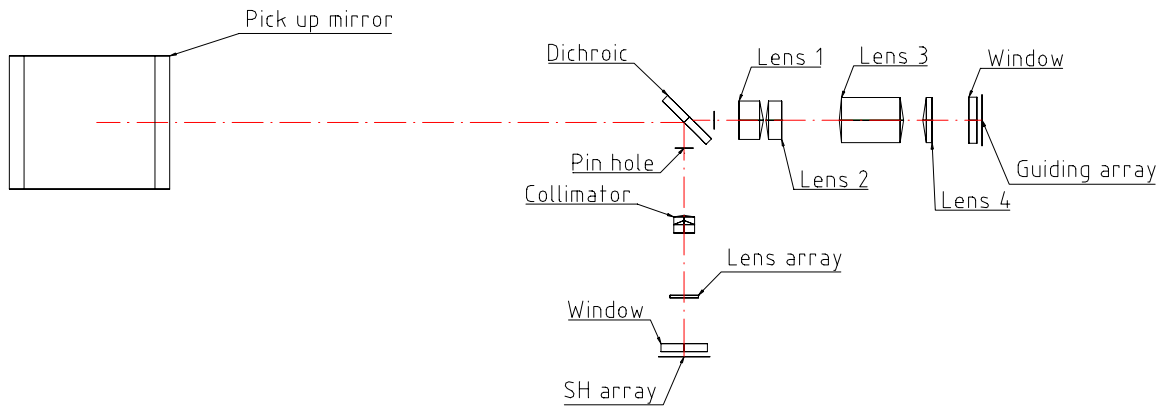 Pick up mirror
Dichroic
Lens 1
Lens 3
Window
Pin hole
Lens 2
Guiding array
Collimator
Lens 4
Lens array
Window
SH array